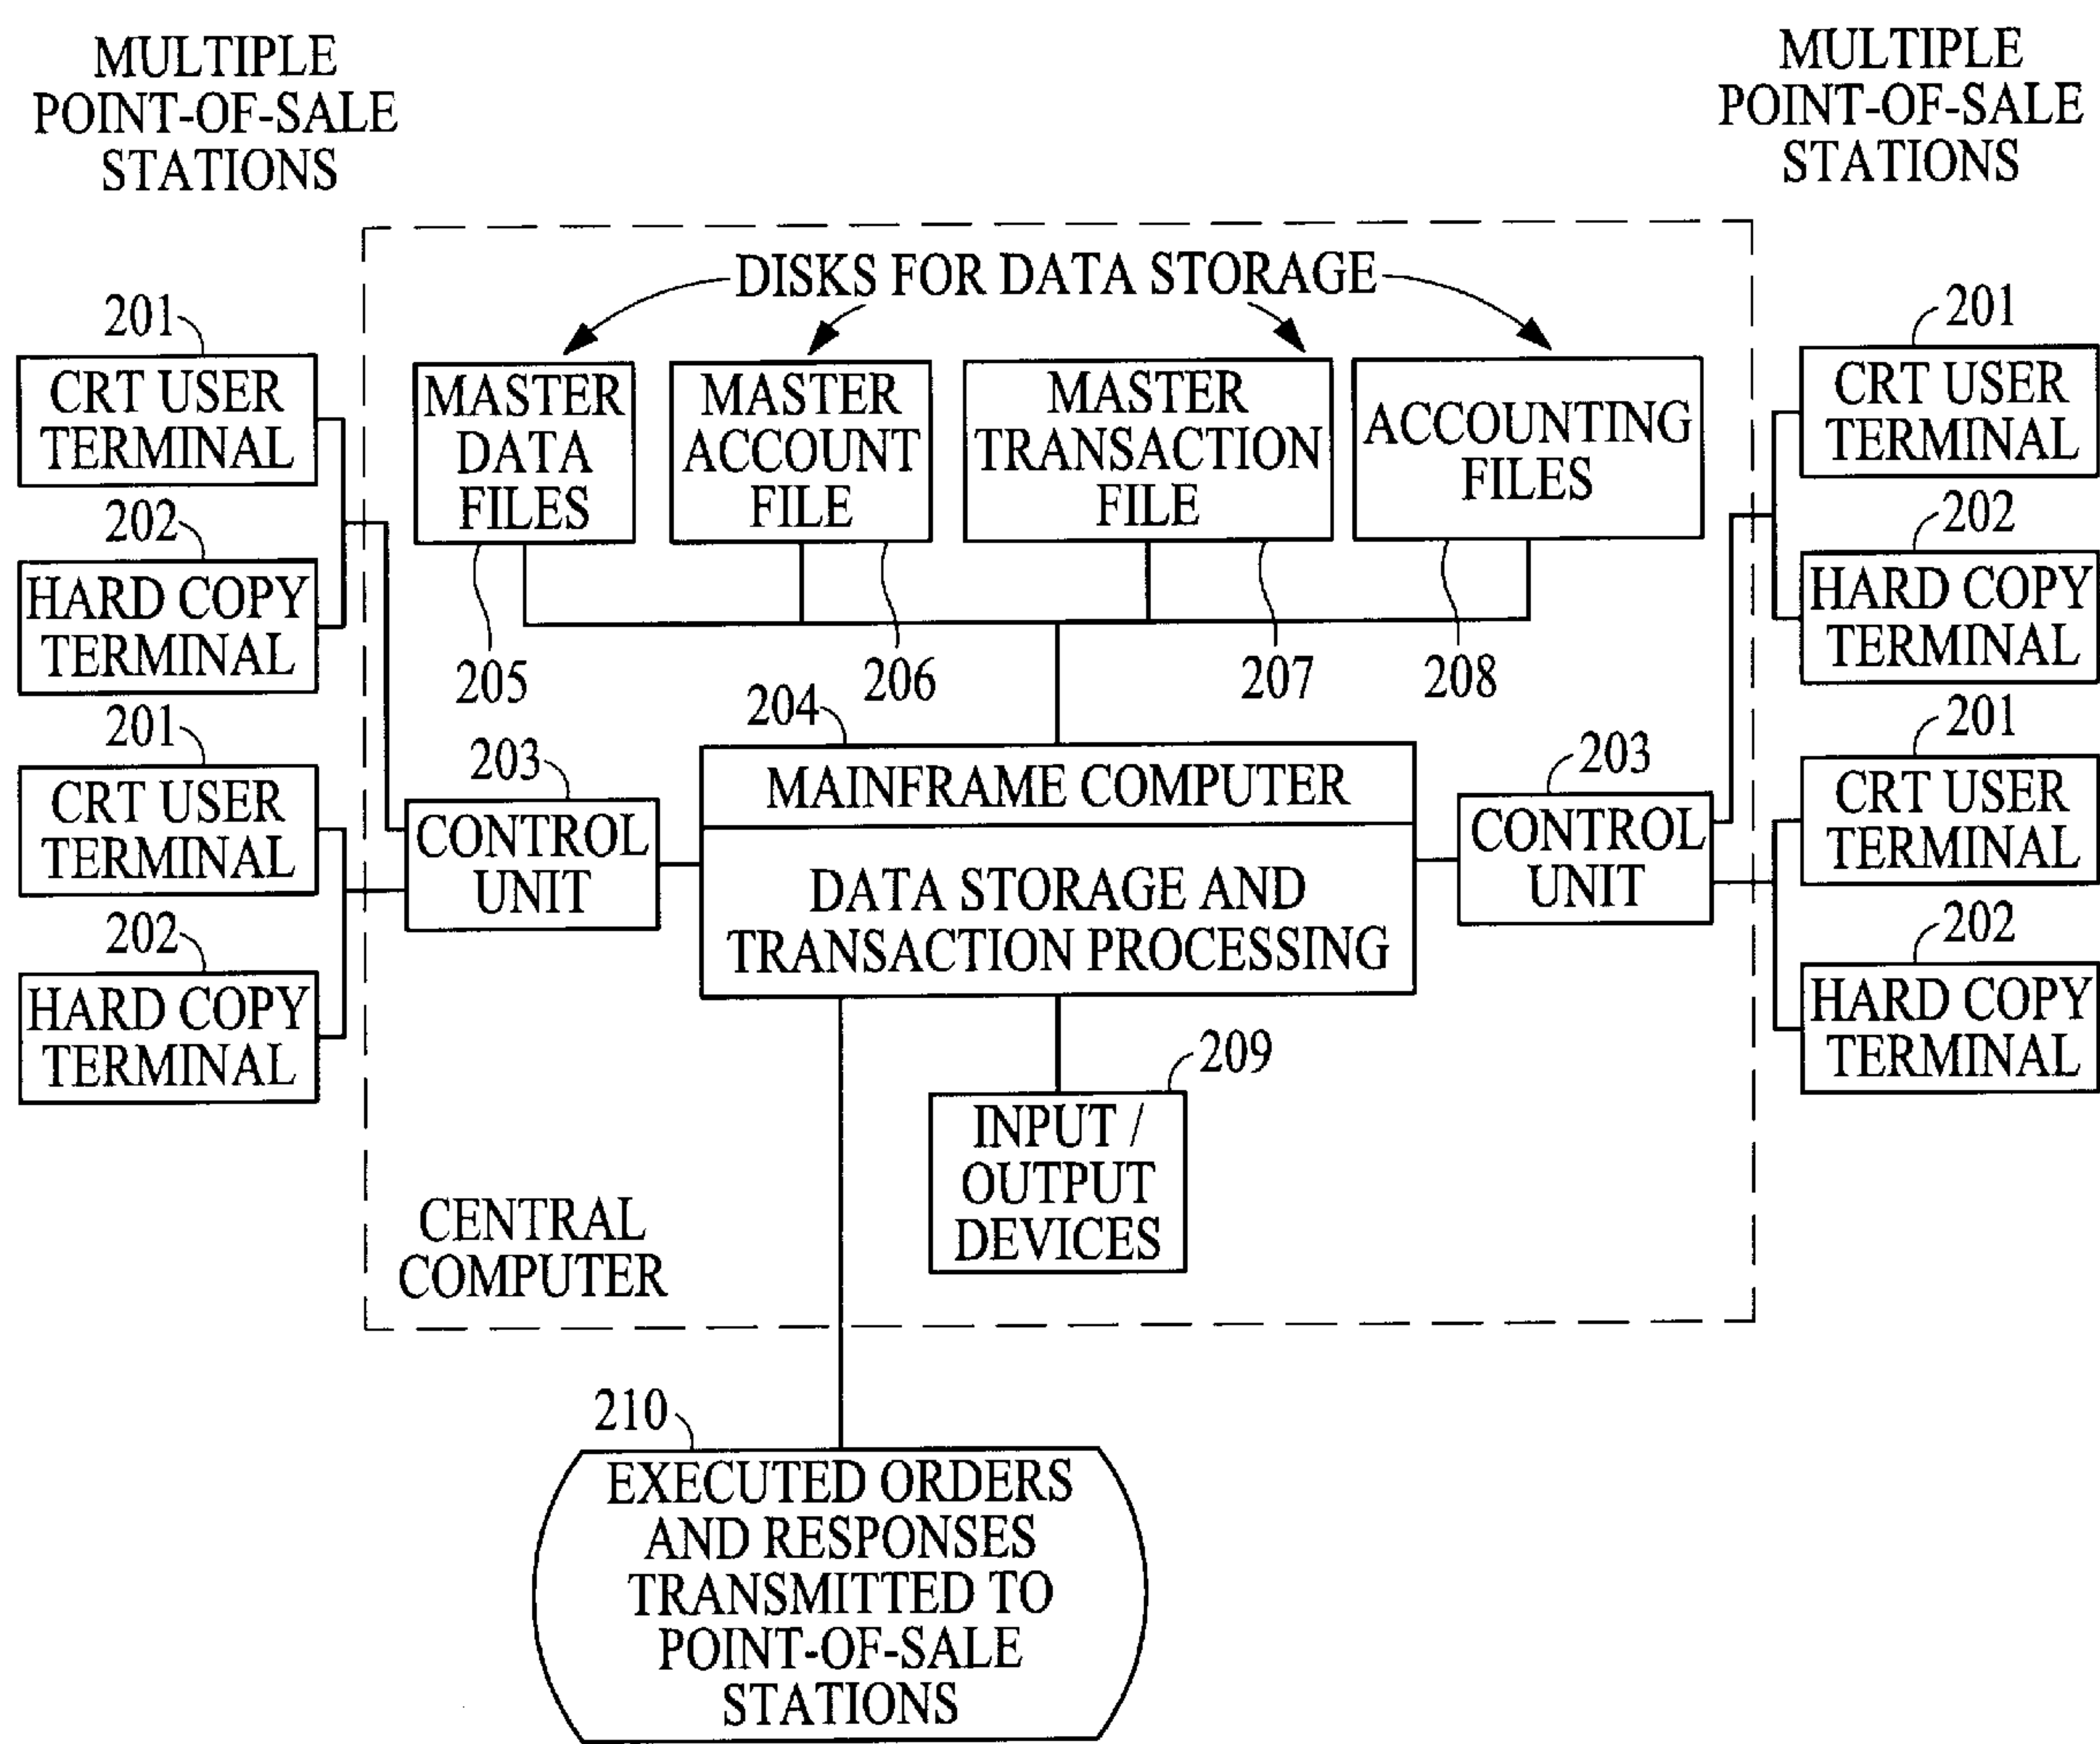 MULTIPLE
POINT-OF-SALE
STATIONS
MULTIPLE
POINT-OF-SALE
STATIONS
DISKS FOR DATA STORAGE
201
CRT USER
TERMINAL
202
HARD COPY
TERMINAL
201
CRT USER
TERMINAL
202
HARD COPY
TERMINAL
MASTER
DATA
FILES
205
MASTER
ACCOUNT
FILE
206
MASTER
TRANSACTION
FILE
207
ACCOUNTING
FILES
208
203
CONTROL
UNIT
204
MAINFRAME COMPUTER
DATA STORAGE AND
TRANSACTION PROCESSING
203
CONTROL
UNIT
201
CRT USER
TERMINAL
202
HARD COPY
TERMINAL
201
CRT USER
TERMINAL
202
HARD COPY
TERMINAL
209
INPUT /
OUTPUT
DEVICES
CENTRAL
COMPUTER
210
EXECUTED ORDERS
AND RESPONSES
TRANSMITTED TO
POINT-OF-SALE
STATIONS